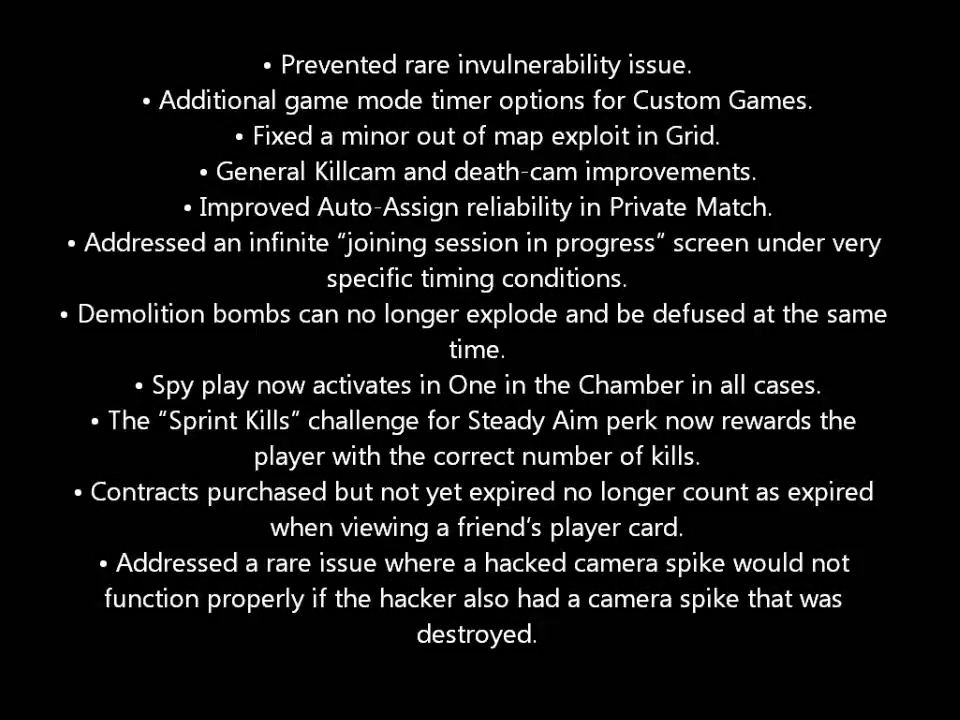 • Prevented rare invulnerability issue.
• Additional game mode timer options for Custom Games.
• Fixed a minor out of map exploit in Grid.
• General Killcam and death-cam improvements.
• Improved Auto-Assign reliability in Private Match.
• Addressed an infinite “joining session in progress” screen under very
specific timing conditions.
• Demolition bombs can no longer explode and be defused at the same
time.
• Spy play now activates in One in the Chamber in all cases.
• The “Sprint Kills” challenge for Steady Aim perk now rewards the
player with the correct number of kills.
• Contracts purchased but not yet expired no longer count as expired
when viewing a friend’s player card.
• Addressed a rare issue where a hacked camera spike would not
function properly if the hacker also had a camera spike that was
destroyed.